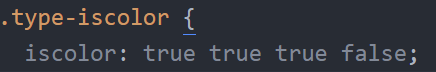 .type-iscolor {
  iscolor: true true true false;